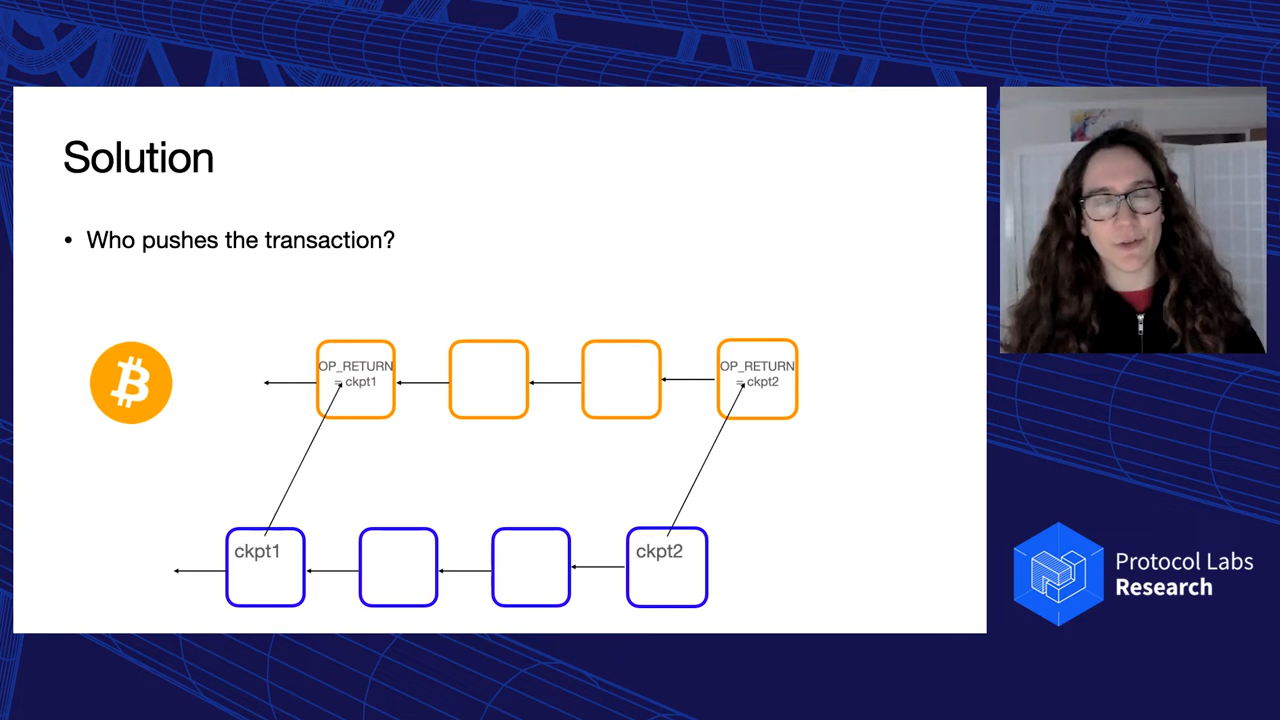 Solution
• Who pushes the transaction?
OP_RETURN
= ckpt1
OP_RETURN
= ckpt2
ckpt1
ckpt2
Protocol Labs
Research